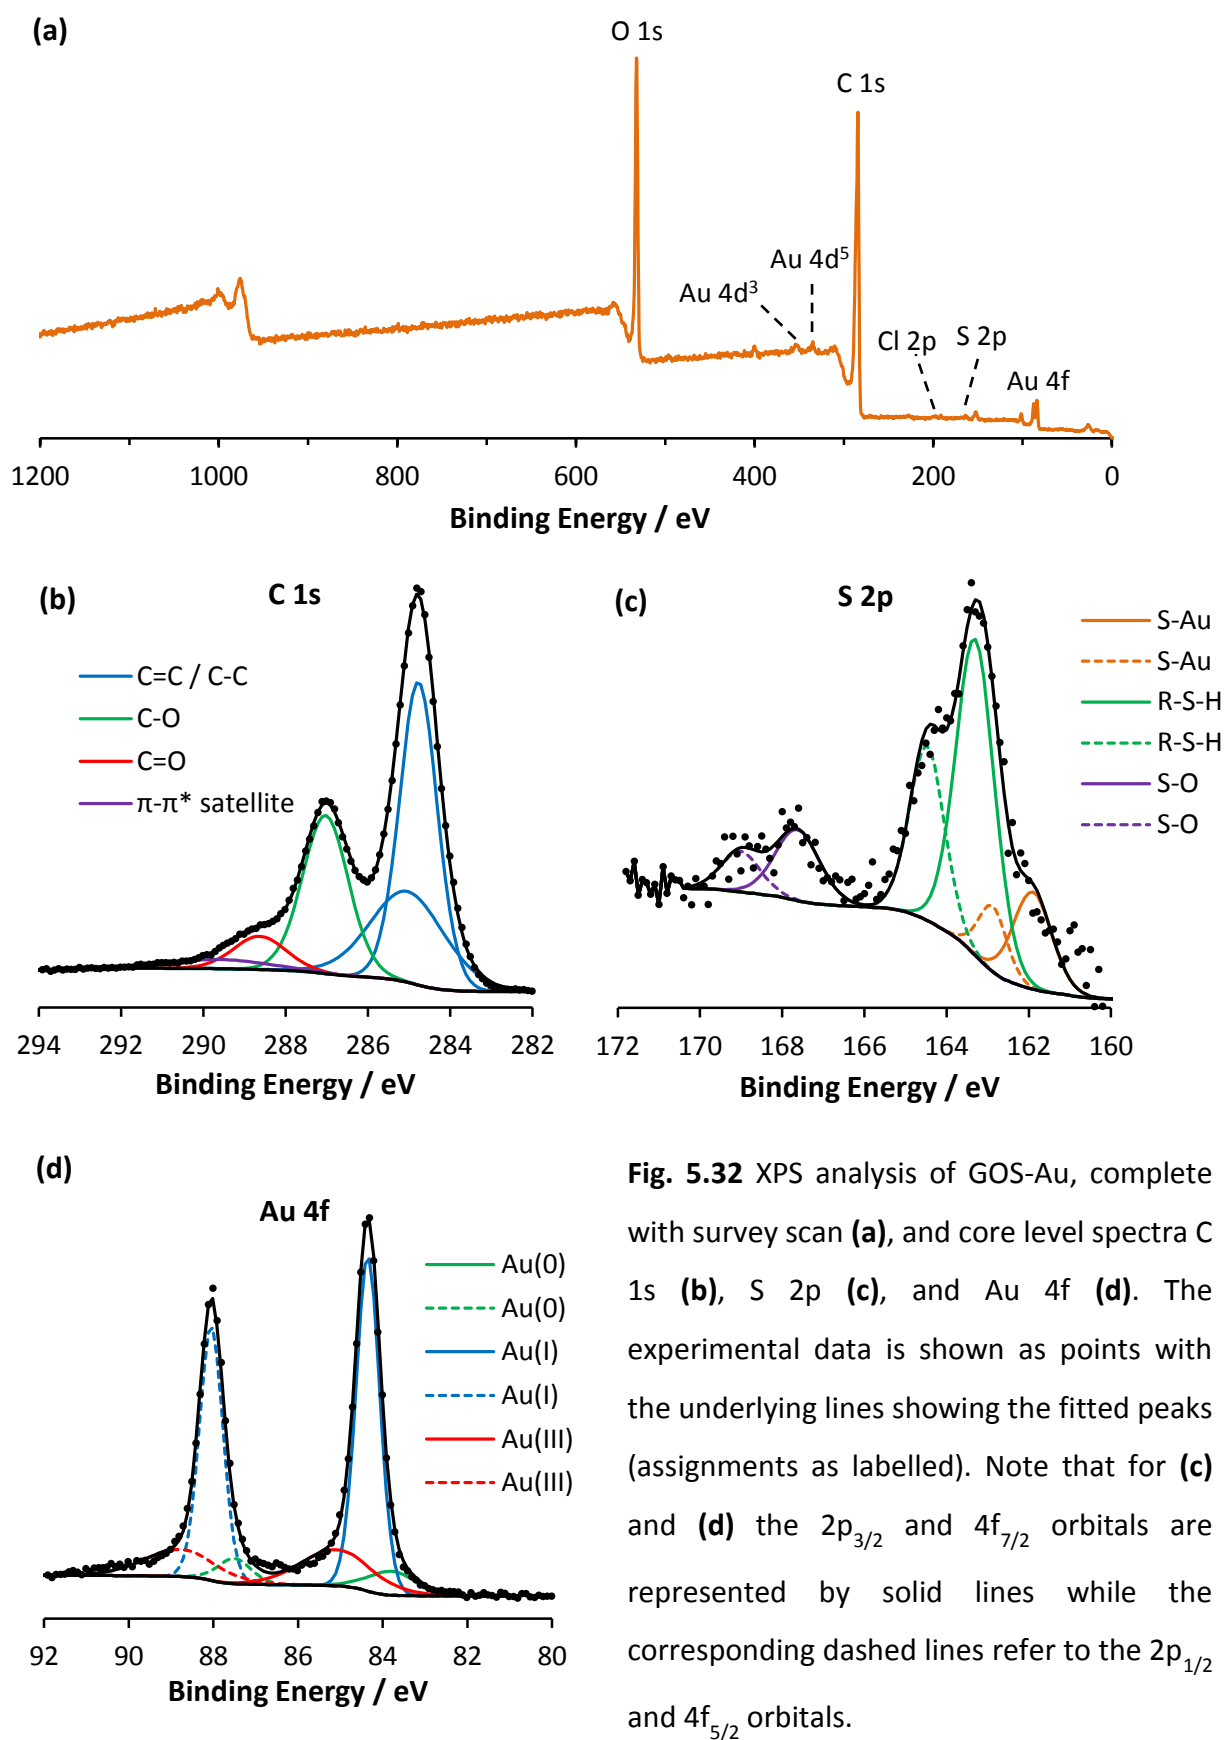 (a)
O 1s
C 1s
Au 4d³
Au 4d⁵
Cl 2p
S 2p
Au 4f
1200 1000 800 600 400 200 0
Binding Energy / eV
(b)
C 1s
C=C / C-C
C-O
C=O
π-π* satellite
294 292 290 288 286 284 282
Binding Energy / eV
(c)
S 2p
S-Au
S-Au
R-S-H
R-S-H
S-O
S-O
172 170 168 166 164 162 160
Binding Energy / eV
(d)
Au 4f
Au(0)
Au(0)
Au(I)
Au(I)
Au(III)
Au(III)
92 90 88 86 84 82 80
Binding Energy / eV
Fig. 5.32 XPS analysis of GOS-Au, complete
with survey scan (a), and core level spectra C
1s (b), S 2p (c), and Au 4f (d). The
experimental data is shown as points with
the underlying lines showing the fitted peaks
(assignments as labelled). Note that for (c)
and (d) the 2p₃/₂ and 4f₇/₂ orbitals are
represented by solid lines while the
corresponding dashed lines refer to the 2p₁/₂
and 4f₅/₂ orbitals.